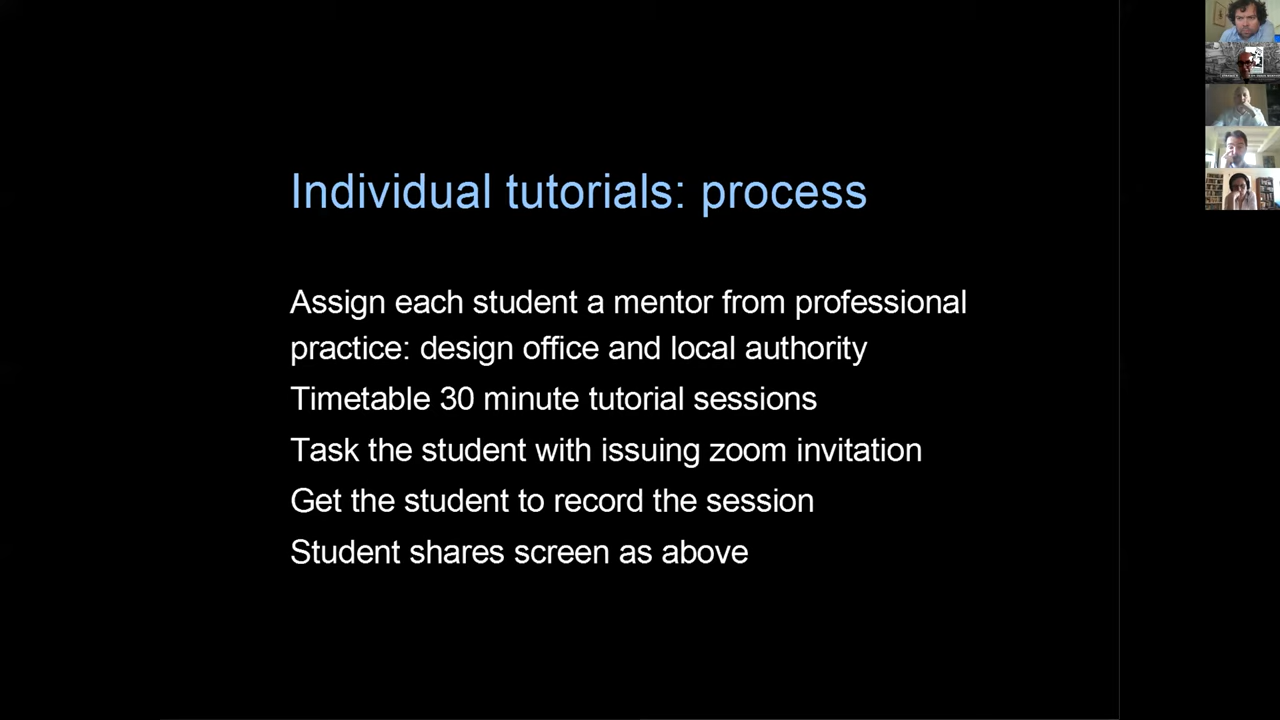 Individual tutorials: process
Assign each student a mentor from professional
practice: design office and local authority
Timetable 30 minute tutorial sessions
Task the student with issuing zoom invitation
Get the student to record the session
Student shares screen as above